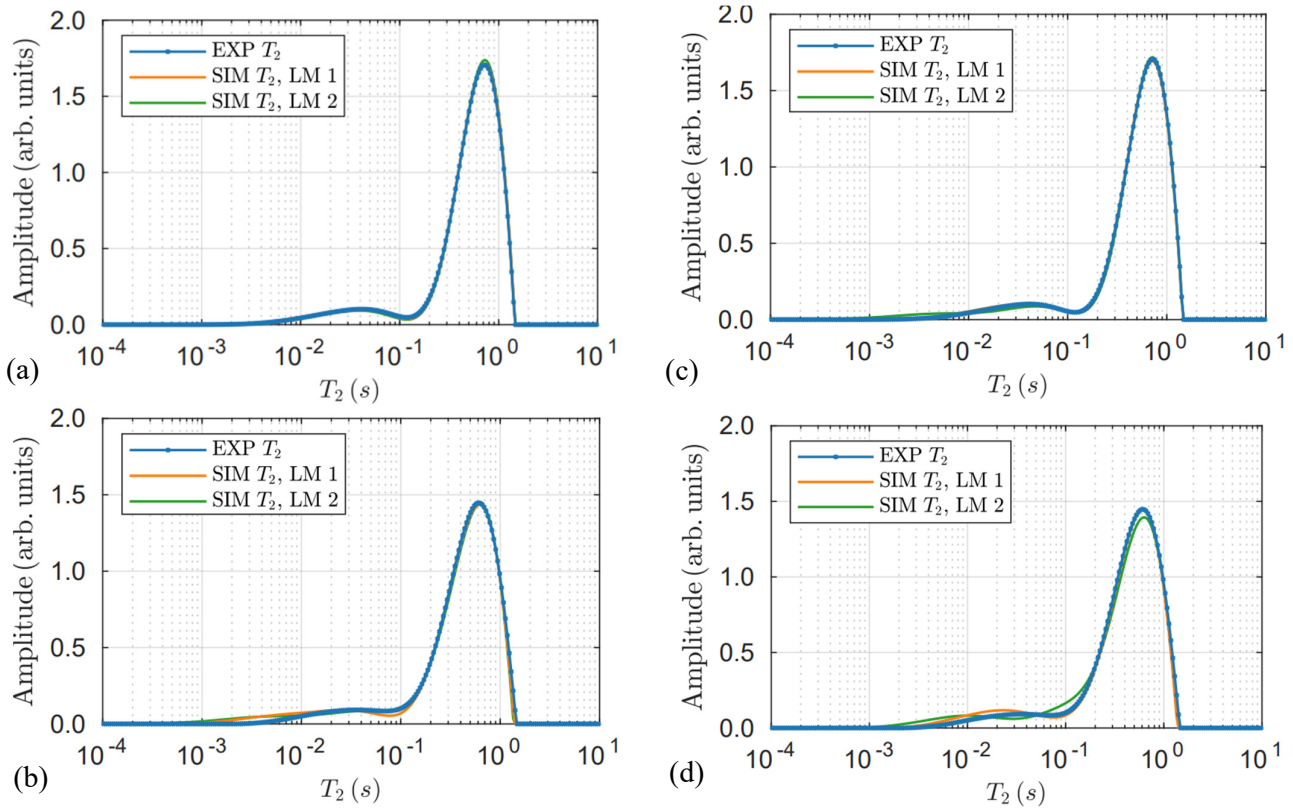 2.0
1.5
1.0
0.5
0.0
Amplitude (arb. units)
EXP T₂
SIM T₂, LM 1
SIM T₂, LM 2
10⁻⁴ 10⁻³ 10⁻² 10⁻¹ 10⁰ 10¹
T₂ (s)
(a)
2.0
1.5
1.0
0.5
0.0
Amplitude (arb. units)
EXP T₂
SIM T₂, LM 1
SIM T₂, LM 2
10⁻⁴ 10⁻³ 10⁻² 10⁻¹ 10⁰ 10¹
T₂ (s)
(c)
2.0
1.5
1.0
0.5
0.0
Amplitude (arb. units)
EXP T₂
SIM T₂, LM 1
SIM T₂, LM 2
10⁻⁴ 10⁻³ 10⁻² 10⁻¹ 10⁰ 10¹
T₂ (s)
(b)
2.0
1.5
1.0
0.5
0.0
Amplitude (arb. units)
EXP T₂
SIM T₂, LM 1
SIM T₂, LM 2
10⁻⁴ 10⁻³ 10⁻² 10⁻¹ 10⁰ 10¹
T₂ (s)
(d)